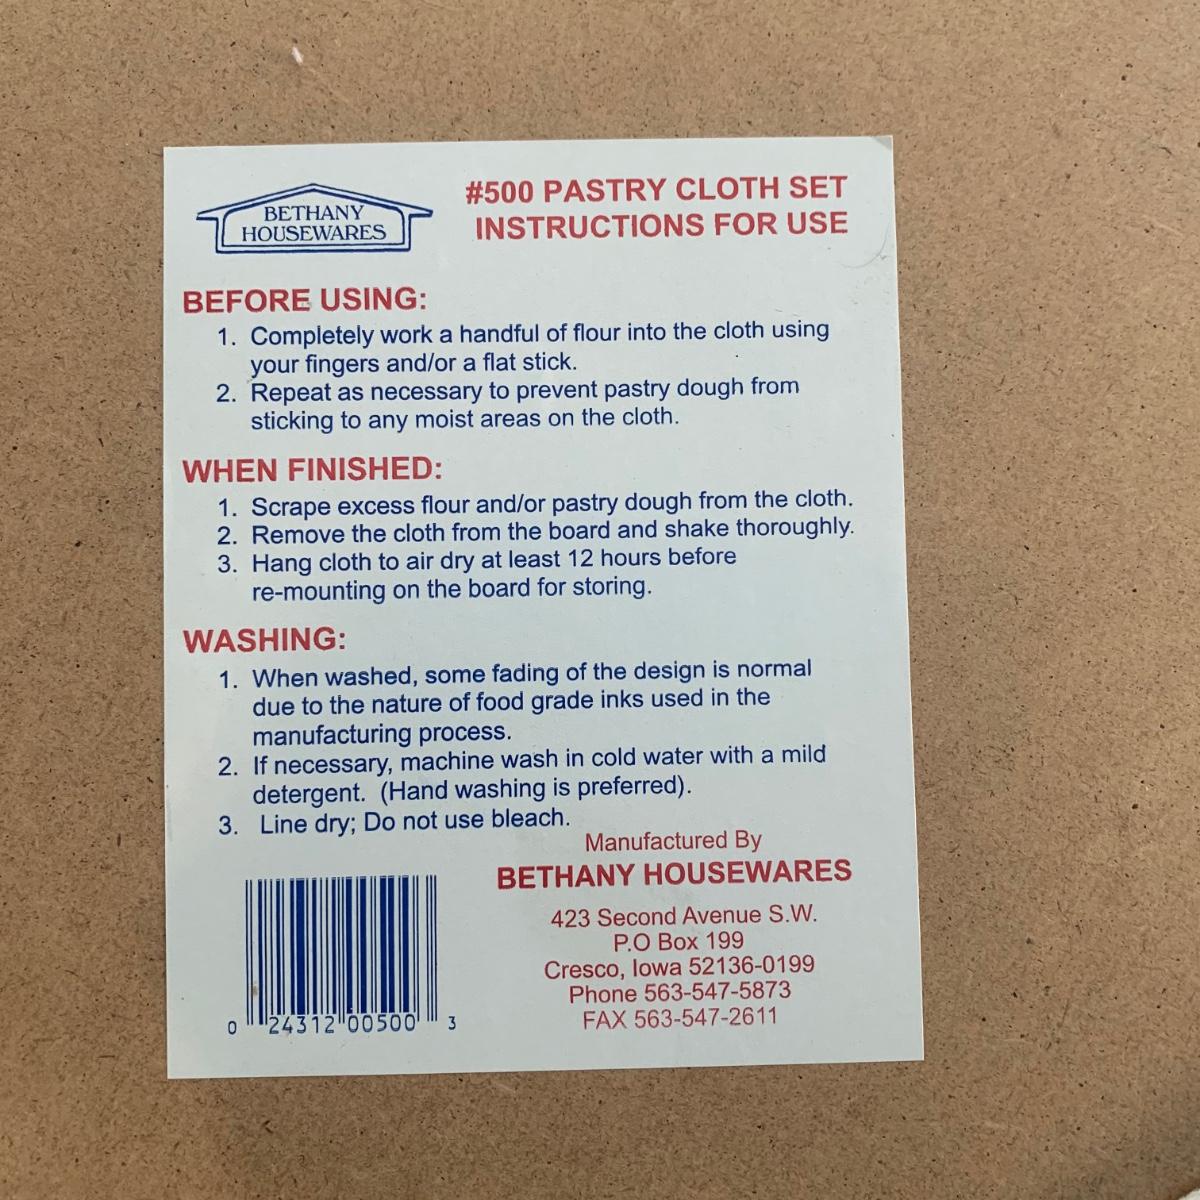 BETHANY
HOUSEWARES
#500 PASTRY CLOTH SET
INSTRUCTIONS FOR USE
BEFORE USING:
1. Completely work a handful of flour into the cloth using
your fingers and/or a flat stick.
2. Repeat as necessary to prevent pastry dough from
sticking to any moist areas on the cloth.
WHEN FINISHED:
1. Scrape excess flour and/or pastry dough from the cloth.
2. Remove the cloth from the board and shake thoroughly.
3. Hang cloth to air dry at least 12 hours before
re-mounting on the board for storing.
WASHING:
1. When washed, some fading of the design is normal
due to the nature of food grade inks used in the
manufacturing process.
2. If necessary, machine wash in cold water with a mild
detergent. (Hand washing is preferred).
3. Line dry; Do not use bleach.
Manufactured By
BETHANY HOUSEWARES
423 Second Avenue S.W.
P.O Box 199
Cresco, Iowa 52136-0199
Phone 563-547-5873
FAX 563-547-2611
0 24312 00500 3